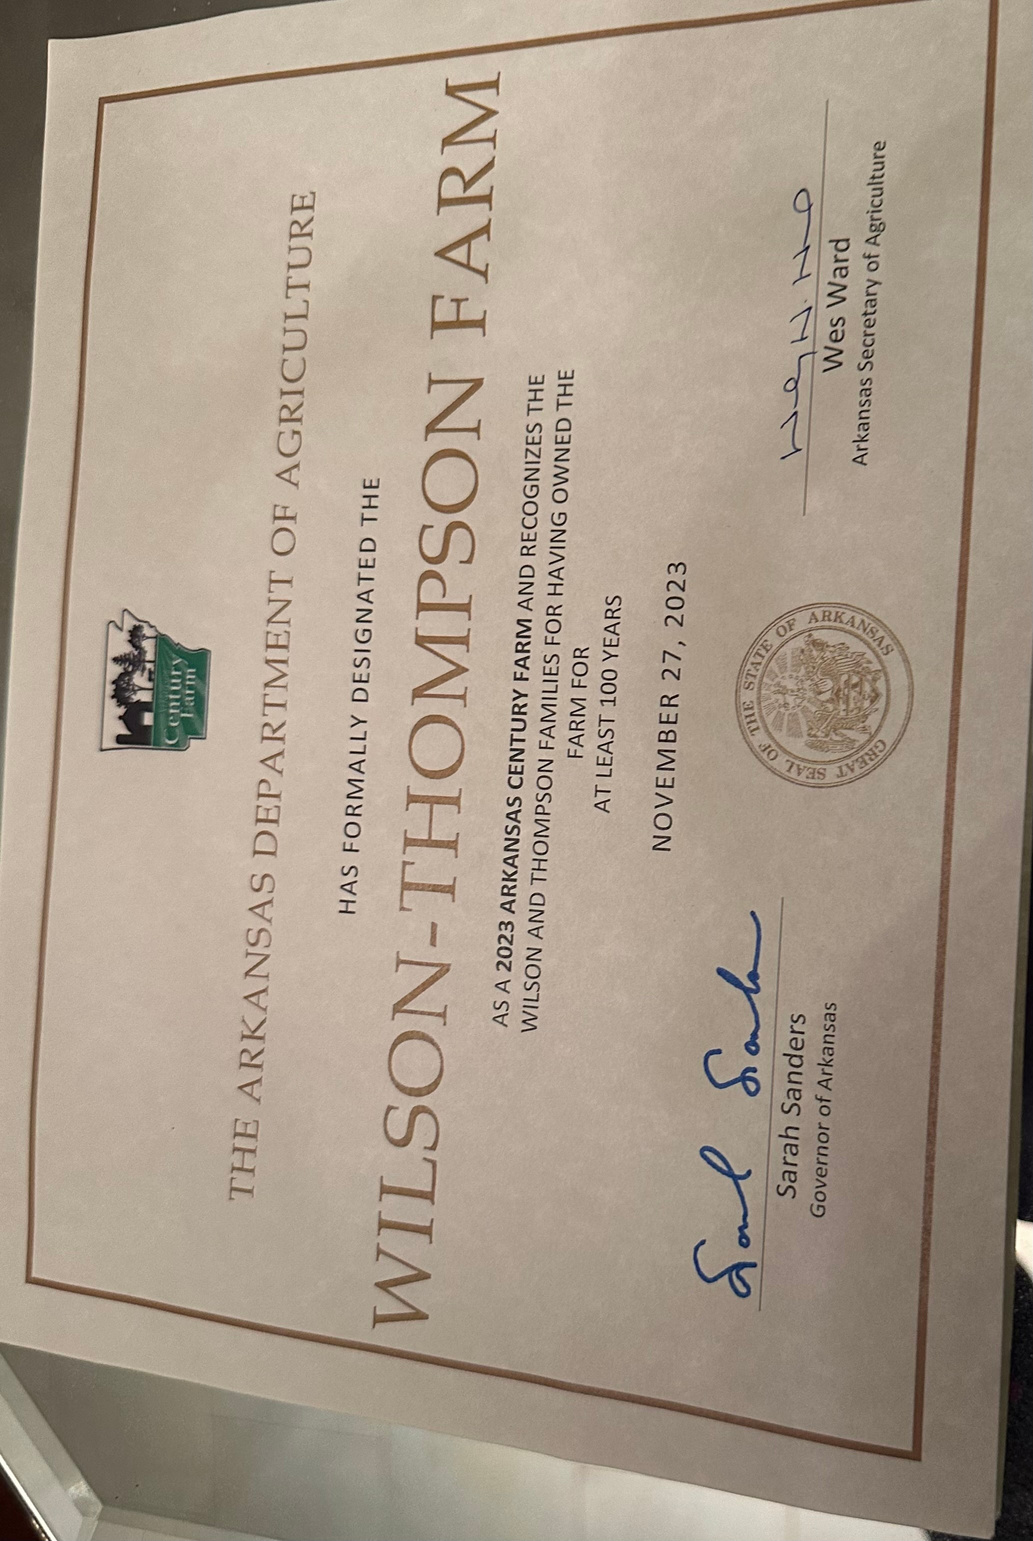 Century
Farm
THE ARKANSAS DEPARTMENT OF AGRICULTURE
HAS FORMALLY DESIGNATED THE
WILSON-THOMPSON FARM
AS A 2023 ARKANSAS CENTURY FARM AND RECOGNIZES THE
WILSON AND THOMPSON FAMILIES FOR HAVING OWNED THE
FARM FOR
AT LEAST 100 YEARS
NOVEMBER 27, 2023
GREAT SEAL OF THE STATE OF ARKANSAS
Sarah Sanders
Governor of Arkansas
Wes Ward
Arkansas Secretary of Agriculture